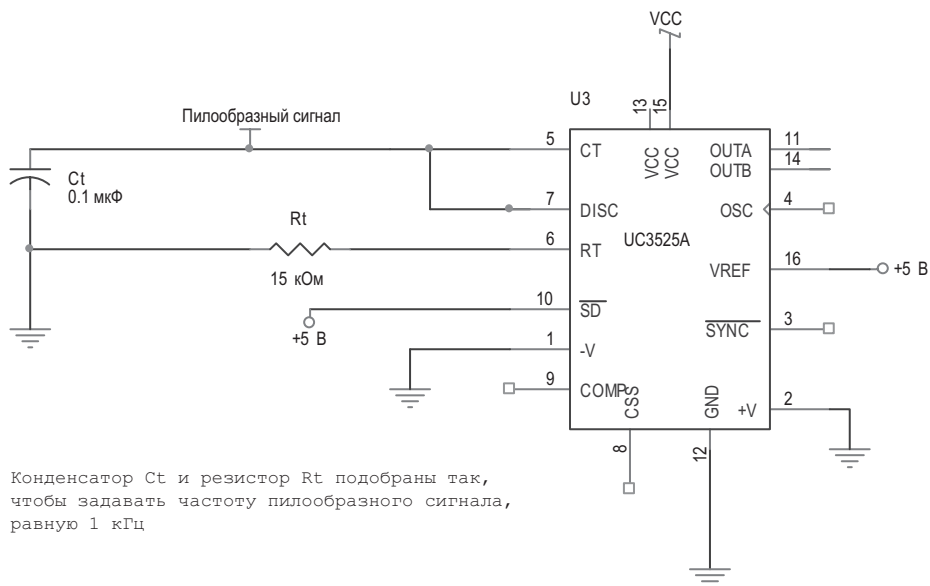 VCC
U3
13
15
Пилообразный сигнал
5
CT
VCC
VCC
OUTA
11
OUTB
14
Ct
0.1 мкФ
7
DISC
OSC
4
Rt
6
RT
UC3525A
VREF
16
+5 В
15 кОм
10
SD
+5 В
SYNC
3
1
-V
9
COMP
CSS
GND
+V
2
8
12
Конденсатор Ct и резистор Rt подобраны так,
чтобы задавать частоту пилообразного сигнала,
равную 1 кГц